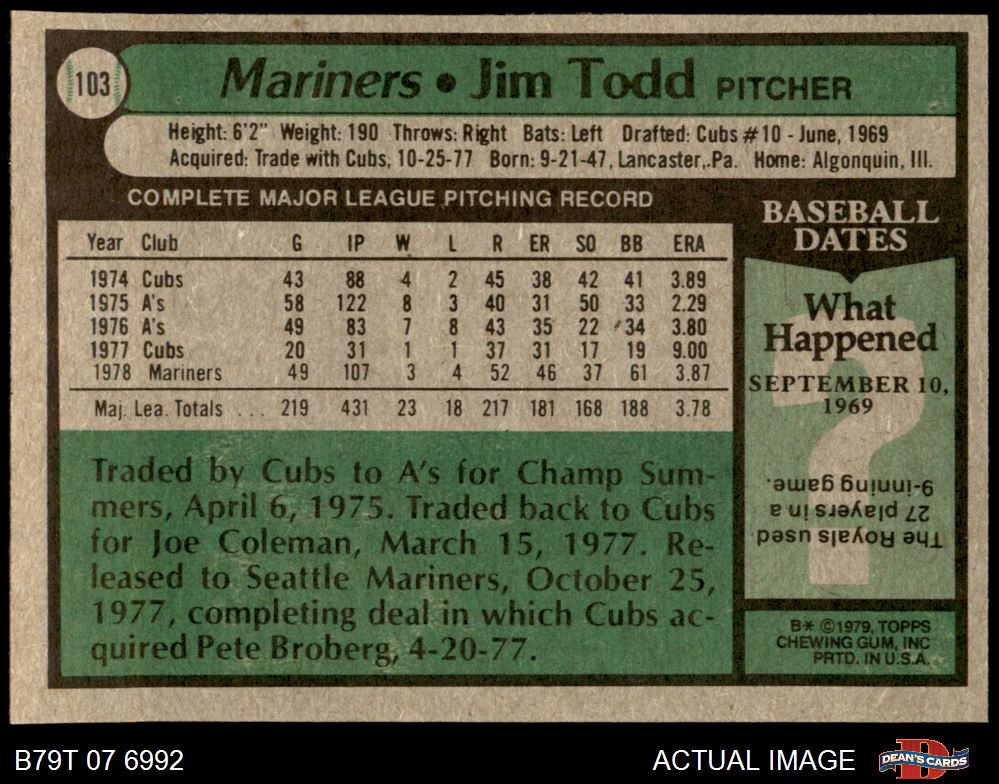 103
Mariners • Jim Todd PITCHER
Height: 6'2" Weight: 190 Throws: Right Bats: Left Drafted: Cubs #10 - June, 1969
Acquired: Trade with Cubs, 10-25-77 Born: 9-21-47, Lancaster, Pa. Home: Algonquin, Ill.
COMPLETE MAJOR LEAGUE PITCHING RECORD
Year Club G IP W L R ER SO BB ERA
1974 Cubs 43 88 4 2 45 38 42 41 3.89
1975 A's 58 122 8 3 40 31 50 33 2.29
1976 A's 49 83 7 8 43 35 22 34 3.80
1977 Cubs 20 31 1 1 37 31 17 19 9.00
1978 Mariners 49 107 3 4 52 46 37 61 3.87
Maj. Lea. Totals ... 219 431 23 18 217 181 168 188 3.78
Traded by Cubs to A's for Champ Sum-
mers, April 6, 1975. Traded back to Cubs
for Joe Coleman, March 15, 1977. Re-
leased to Seattle Mariners, October 25,
1977, completing deal in which Cubs ac-
quired Pete Broberg, 4-20-77.
BASEBALL
DATES
What
Happened
SEPTEMBER 10,
1969
?
The Royals used
27 players in a
9-inning game.
B* ©1979, TOPPS
CHEWING GUM, INC
PRTD. IN U.S.A.
B79T 07 6992
ACTUAL IMAGE
D
DEAN'S CARDS